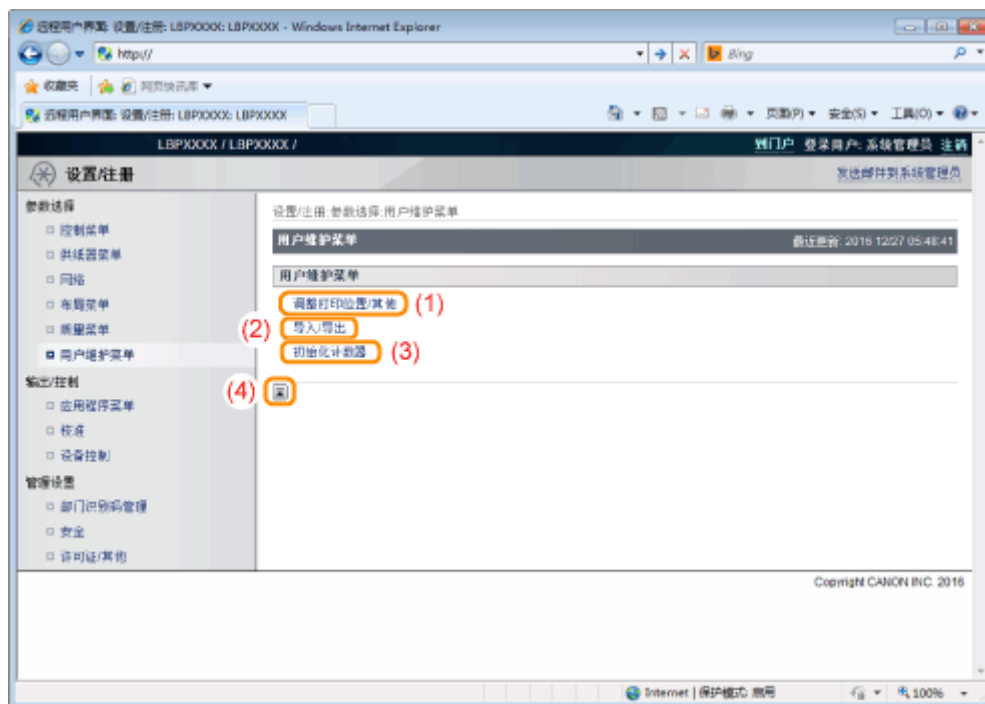 远程用户界面: 设置/注册: LBPXXXX: LBPXXXX - Windows Internet Explorer
http://
Bing
收藏夹 网页快讯库
远程用户界面: 设置/注册: LBPXXXX: LBPXXXX
页面(P) 安全(S) 工具(O)
LBPXXXX / LBPXXXX / 到门户 登录用户: 系统管理员 注销
设置/注册 发送邮件到系统管理员
参数选择
控制菜单
供纸器菜单
网络
布局菜单
质量菜单
用户维护菜单
输出/控制
应用程序菜单
校准
设备控制
管理设置
部门识别码管理
安全
许可证/其他
设置/注册:参数选择:用户维护菜单
用户维护菜单 最近更新: 2016 12/27 05:48:41
用户维护菜单
调整打印位置/其他 (1)
(2) 导入/导出
初始化计数器 (3)
(4)
Copyright CANON INC. 2016
Internet | 保护模式: 启用 100%